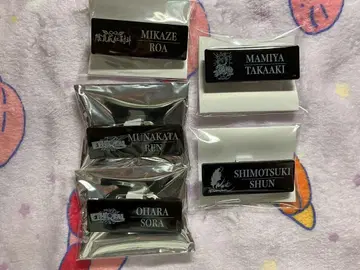 MIKAZE
ROA
MAMIYA
TAKAAKI
MUNAKATA
REN
SHIMOTSUKI
SHUN
OHARA
SORA